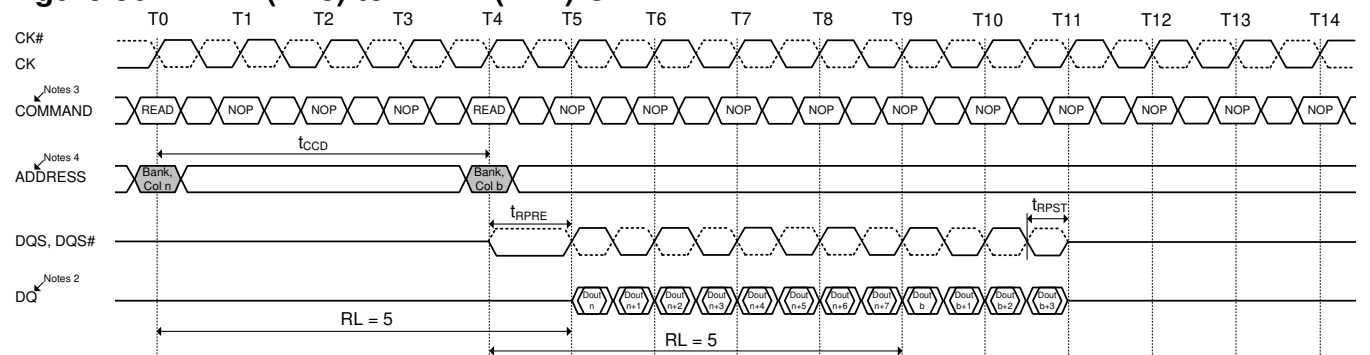 T0 T1 T2 T3 T4 T5 T6 T7 T8 T9 T10 T11 T12 T13 T14
CK#
CK
Notes 3
COMMAND READ NOP NOP NOP READ NOP NOP NOP NOP NOP NOP NOP NOP NOP NOP
tCCD
Notes 4
ADDRESS
Bank, Col n
Bank, Col b
tRPRE
tRPST
DQS, DQS#
Notes 2
DQ
Dout n
Dout n+1
Dout n+2
Dout n+3
Dout n+4
Dout n+5
Dout n+6
Dout n+7
Dout b
Dout b+1
Dout b+2
Dout b+3
RL = 5
RL = 5